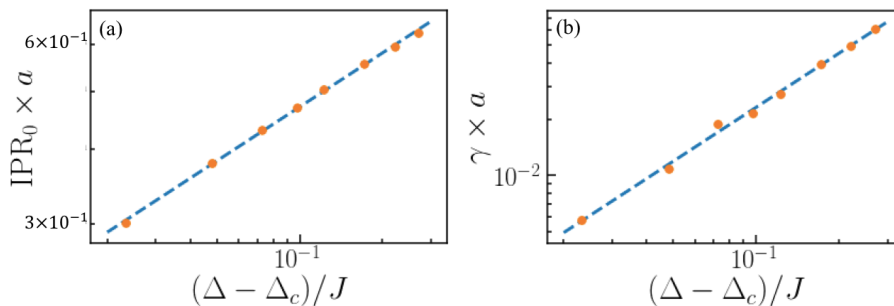 (a)
6×10⁻¹
3×10⁻¹
IPR₀ × a
10⁻¹
(Δ − Δ_c)/J
(b)
10⁻²
γ × a
10⁻¹
(Δ − Δ_c)/J